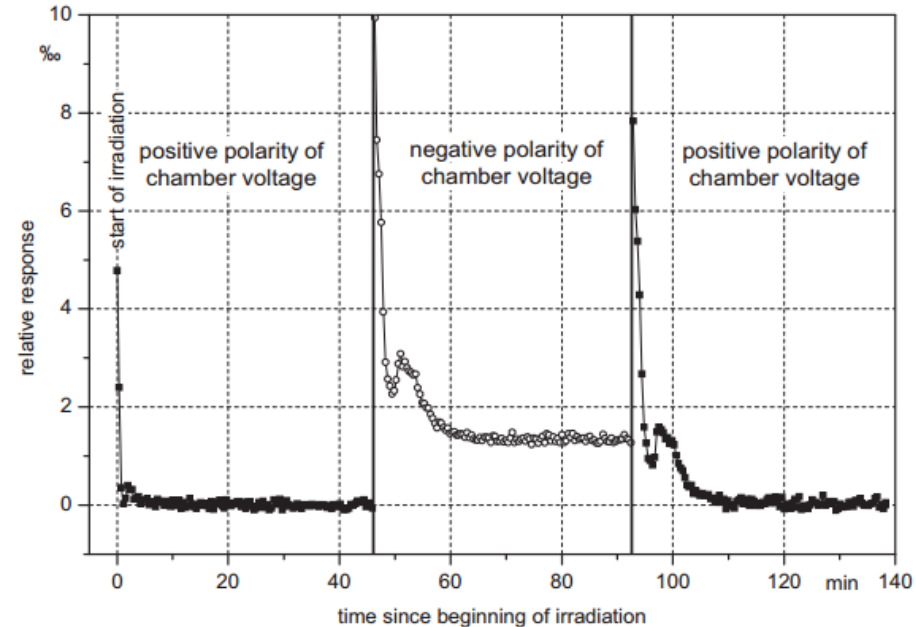 10
‰
8
6
4
2
0
relative response
start of irradiation
positive polarity of
chamber voltage
negative polarity of
chamber voltage
positive polarity of
chamber voltage
0
20
40
60
80
100
120
min
140
time since beginning of irradiation